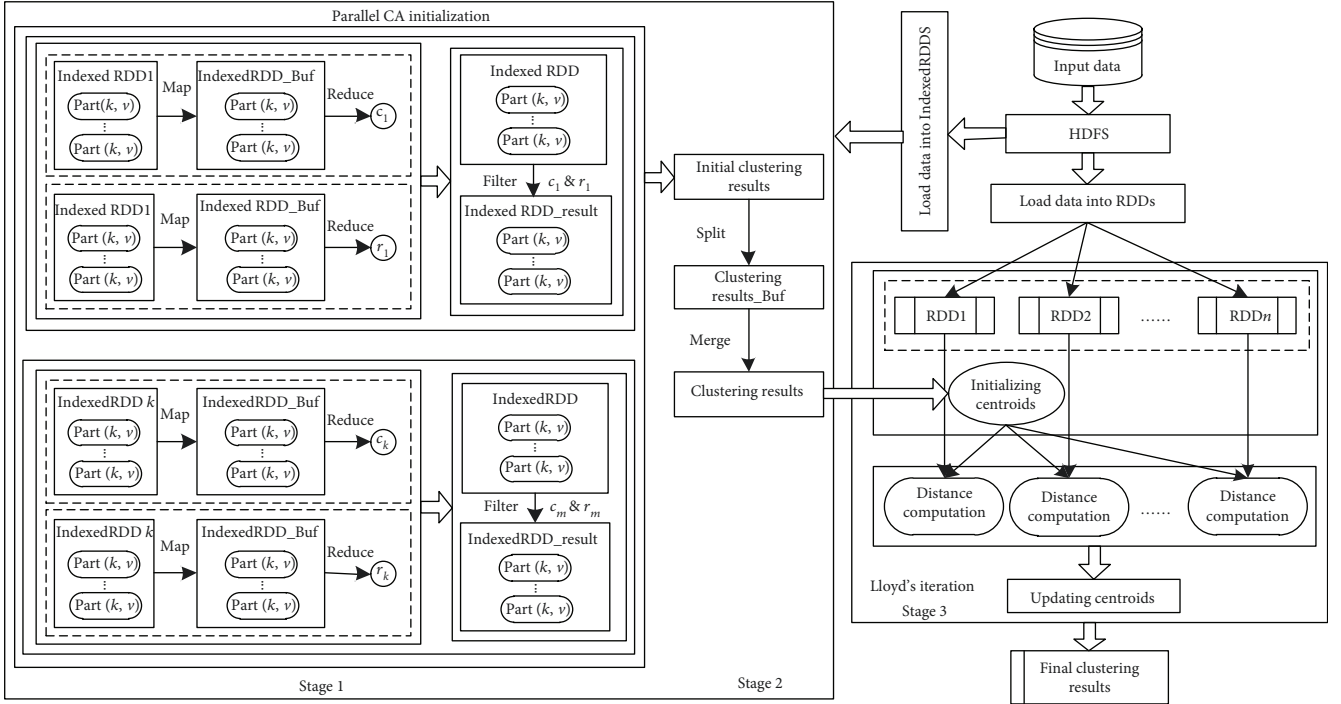 Parallel CA initialization
Indexed RDD1
Part(k, v)
⋮
Part (k, v)
Map
IndexedRDD_Buf
Part (k, v)
⋮
Part (k, v)
Reduce
c1
Indexed RDD1
Part (k, v)
⋮
Part (k, v)
Map
Indexed RDD_Buf
Part (k, v)
⋮
Part (k, v)
Reduce
r1
Indexed RDD
Part (k, v)
⋮
Part (k, v)
Filter
c1 & r1
Indexed RDD_result
Part (k, v)
⋮
Part (k, v)
IndexedRDD k
Part (k, v)
⋮
Part (k, v)
Map
IndexedRDD_Buf
Part (k, v)
⋮
Part (k, v)
Reduce
ck
IndexedRDD k
Part (k, v)
⋮
Part (k, v)
Map
IndexedRDD_Buf
Part (k, v)
⋮
Part (k, v)
Reduce
rk
IndexedRDD
Part (k, v)
⋮
Part (k, v)
Filter
cm & rm
IndexedRDD_result
Part (k, v)
⋮
Part (k, v)
Stage 1
Initial clustering
results
Split
Clustering
results_Buf
Merge
Clustering results
Stage 2
Load data into IndexedRDDS
Input data
HDFS
Load data into RDDs
RDD1
RDD2
......
RDDn
Initializing
centroids
Distance
computation
Distance
computation
......
Distance
computation
Lloyd's iteration
Stage 3
Updating centroids
Final clustering
results